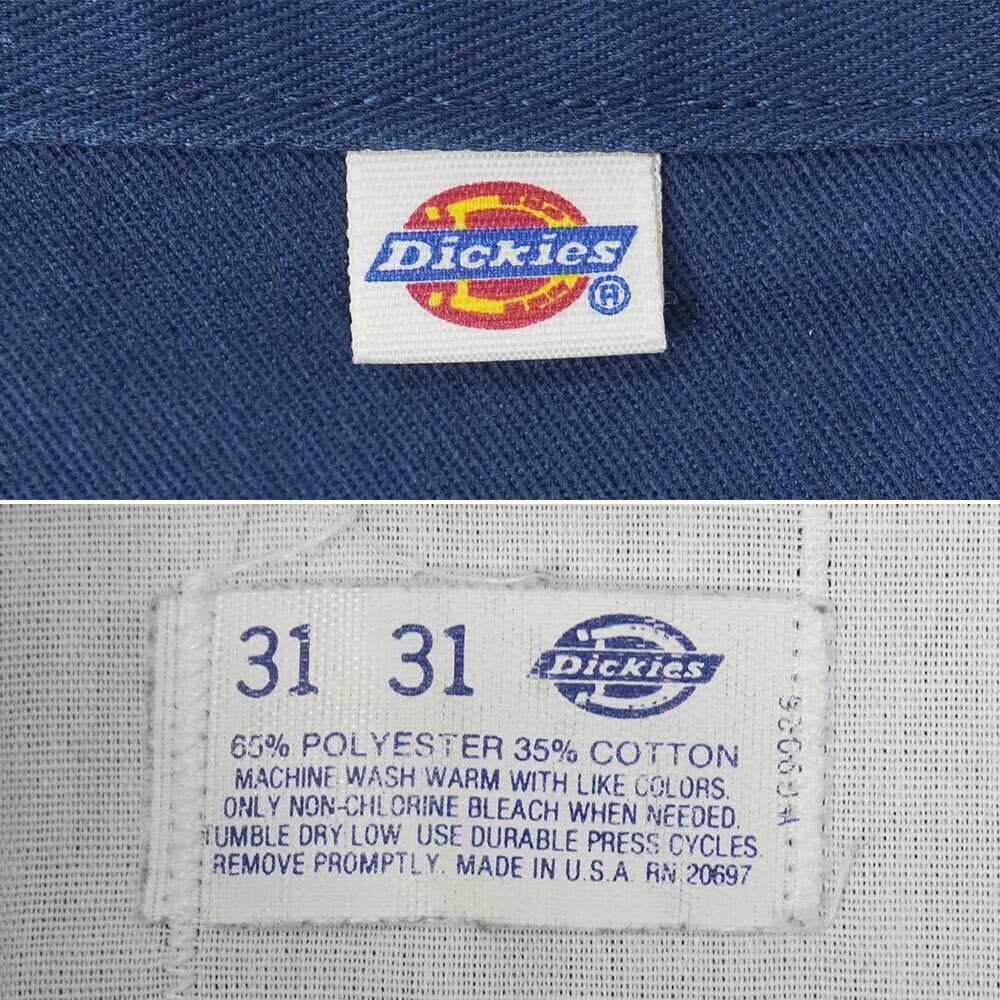 Dickies
®
31 31 Dickies
65% POLYESTER 35% COTTON
MACHINE WASH WARM WITH LIKE COLORS.
ONLY NON-CHLORINE BLEACH WHEN NEEDED.
TUMBLE DRY LOW. USE DURABLE PRESS CYCLES.
REMOVE PROMPTLY. MADE IN U.S.A. RN 20697